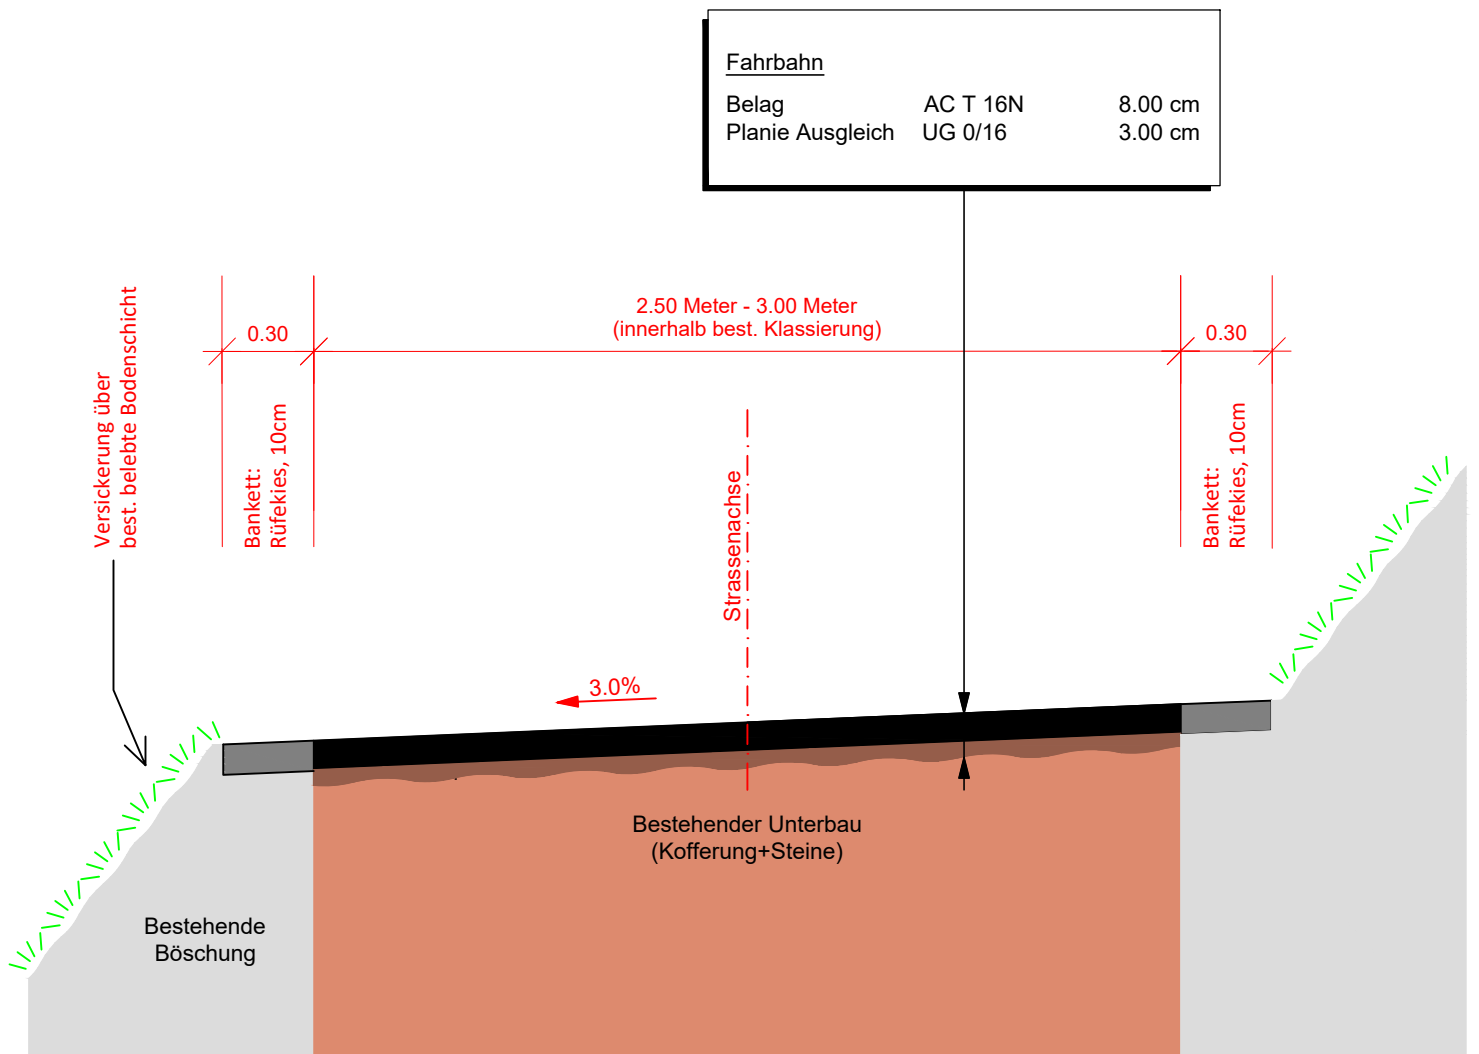 Fahrbahn
Belag AC T 16N 8.00 cm
Planie Ausgleich UG 0/16 3.00 cm
2.50 Meter - 3.00 Meter
(innerhalb best. Klassierung)
0.30
0.30
Versickerung über
best. belebte Bodenschicht
Bankett:
Rüfekies, 10cm
Strassenachse
Bankett:
Rüfekies, 10cm
3.0%
Bestehender Unterbau
(Kofferung+Steine)
Bestehende
Böschung